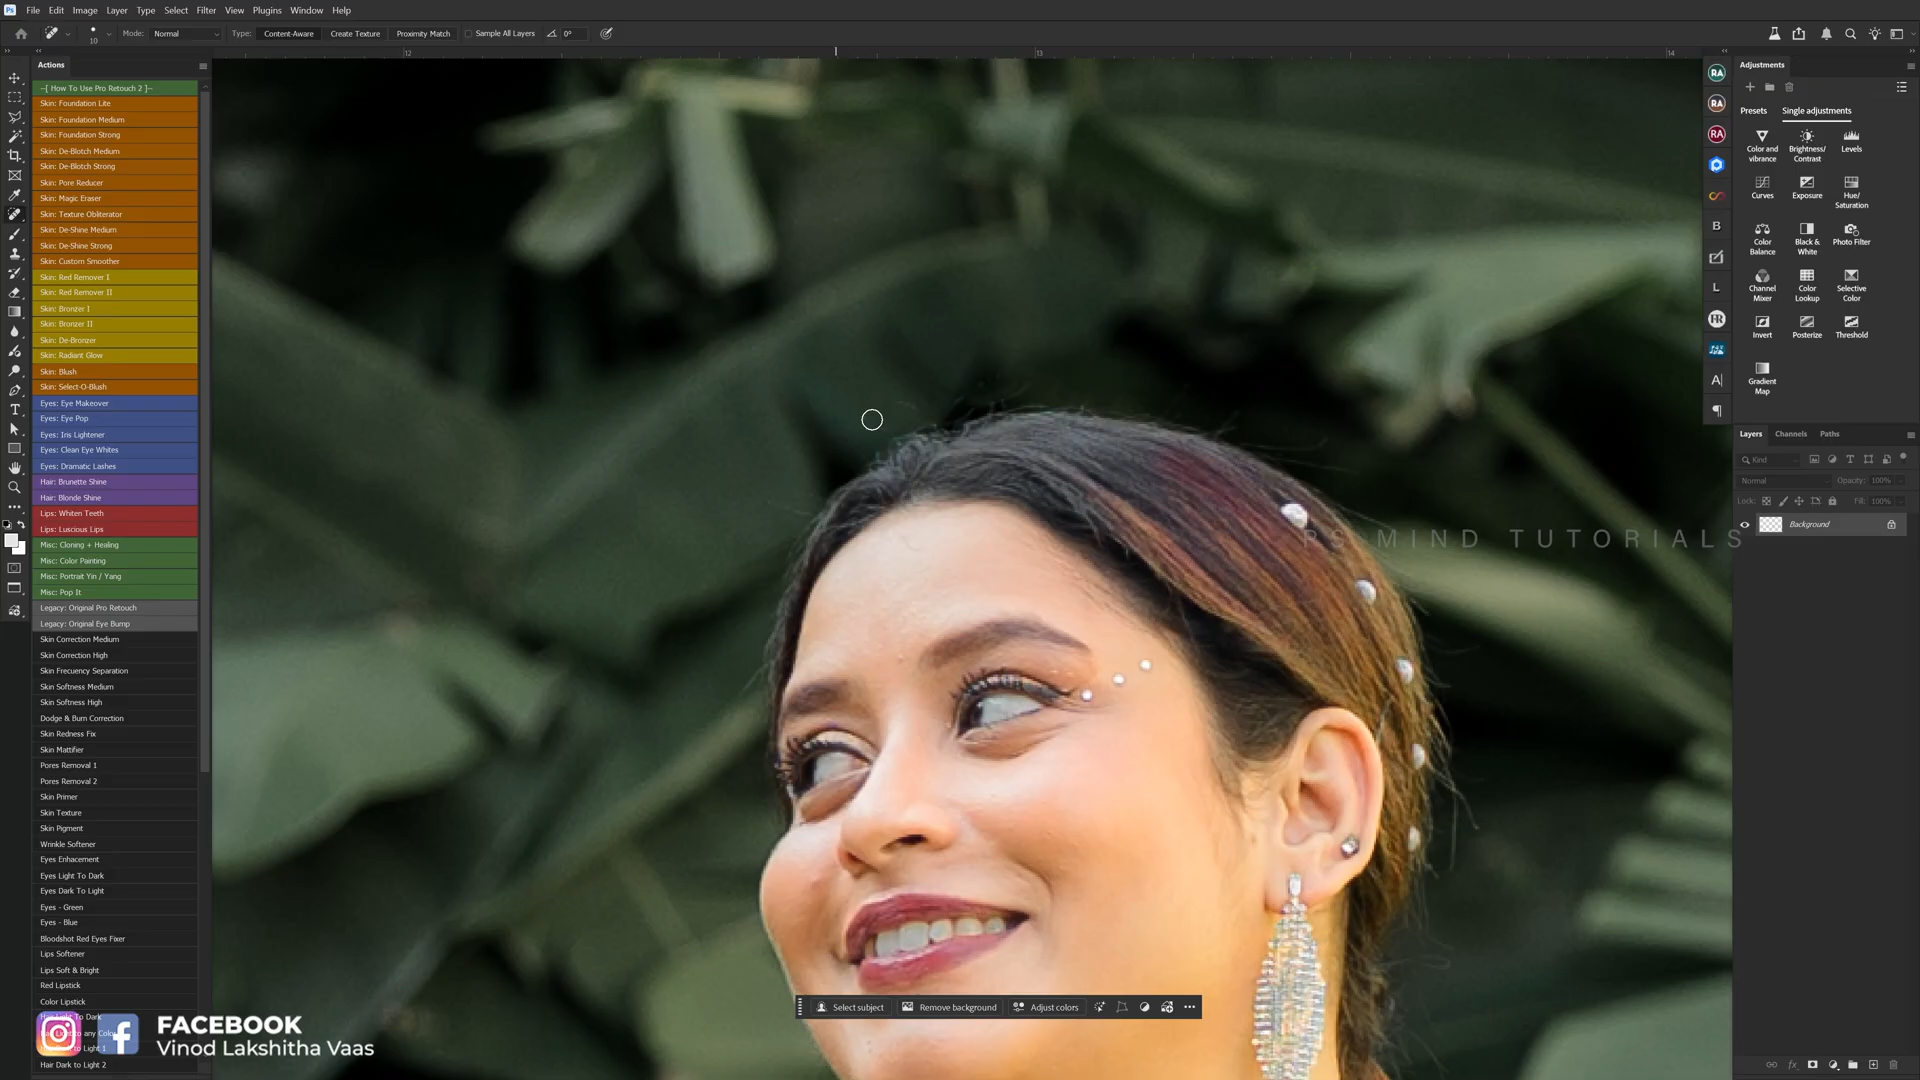 File Edit Image Layer Type Select Filter View Plugins Window Help
10 Mode: Normal Type: Content-Aware Create Texture Proximity Match Sample All Layers 0°
12 13 14
Actions
--[ How To Use Pro Retouch 2 ]--
Skin: Foundation Lite
Skin: Foundation Medium
Skin: Foundation Strong
Skin: De-Blotch Medium
Skin: De-Blotch Strong
Skin: Pore Reducer
Skin: Magic Eraser
Skin: Texture Obliterator
Skin: De-Shine Medium
Skin: De-Shine Strong
Skin: Custom Smoother
Skin: Red Remover I
Skin: Red Remover II
Skin: Bronzer I
Skin: Bronzer II
Skin: De-Bronzer
Skin: Radiant Glow
Skin: Blush
Skin: Select-O-Blush
Eyes: Eye Makeover
Eyes: Eye Pop
Eyes: Iris Lightener
Eyes: Clean Eye Whites
Eyes: Dramatic Lashes
Hair: Brunette Shine
Hair: Blonde Shine
Lips: Whiten Teeth
Lips: Luscious Lips
Misc: Cloning + Healing
Misc: Color Painting
Misc: Portrait Yin / Yang
Misc: Pop It
Legacy: Original Pro Retouch
Legacy: Original Eye Bump
Skin Correction Medium
Skin Correction High
Skin Frecuency Separation
Skin Softness Medium
Skin Softness High
Dodge & Burn Correction
Skin Redness Fix
Skin Mattifier
Pores Removal 1
Pores Removal 2
Skin Primer
Skin Texture
Skin Pigment
Wrinkle Softener
Eyes Enhacement
Eyes Light To Dark
Eyes Dark To Light
Eyes - Green
Eyes - Blue
Bloodshot Red Eyes Fixer
Lips Softener
Lips Soft & Bright
Red Lipstick
Color Lipstick
To Dark
Light 1
Hair Dark to Light 2
FACEBOOK
Vinod Lakshitha Vaas
PS MIND TUTORIALS
Select subject Remove background Adjust colors
RA
RA
RA
B
L
Adjustments
Presets Single adjustments
Color and vibrance
Brightness/ Contrast
Levels
Curves
Exposure
Hue/ Saturation
Color Balance
Black & White
Photo Filter
Channel Mixer
Color Lookup
Selective Color
Invert
Posterize
Threshold
Gradient Map
Layers Channels Paths
Kind
Normal Opacity: 100%
Lock: Fill: 100%
Background